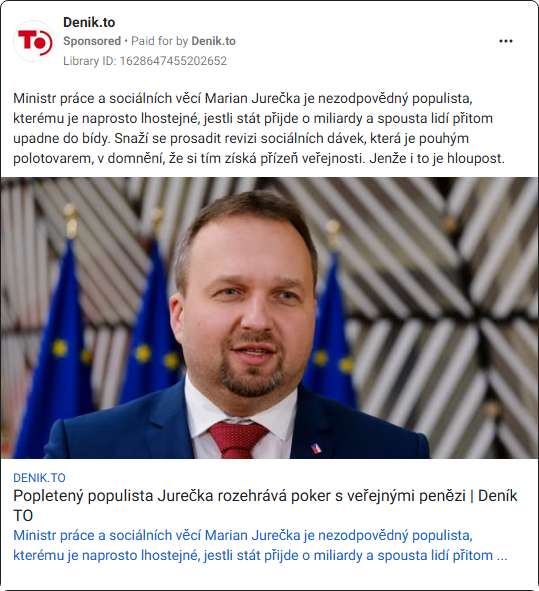 Denik.to
Sponsored • Paid for by Denik.to
Library ID: 1628647455202652
Ministr práce a sociálních věcí Marian Jurečka je nezodpovědný populista,
kterému je naprosto lhostejné, jestli stát přijde o miliardy a spousta lidí přitom
upadne do bídy. Snaží se prosadit revizi sociálních dávek, která je pouhým
polotovarem, v domnění, že si tím získá přízeň veřejnosti. Jenže i to je hloupost.
DENIK.TO
Popletený populista Jurečka rozehrává poker s veřejnými penězi | Deník
TO
Ministr práce a sociálních věcí Marian Jurečka je nezodpovědný populista,
kterému je naprosto lhostejné, jestli stát přijde o miliardy a spousta lidí přitom ...